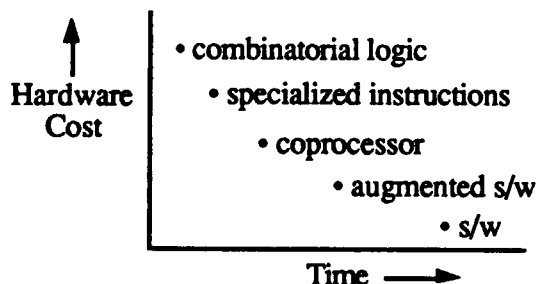 • combinatorial logic
Hardware
Cost
• specialized instructions
• coprocessor
• augmented s/w
• s/w
Time